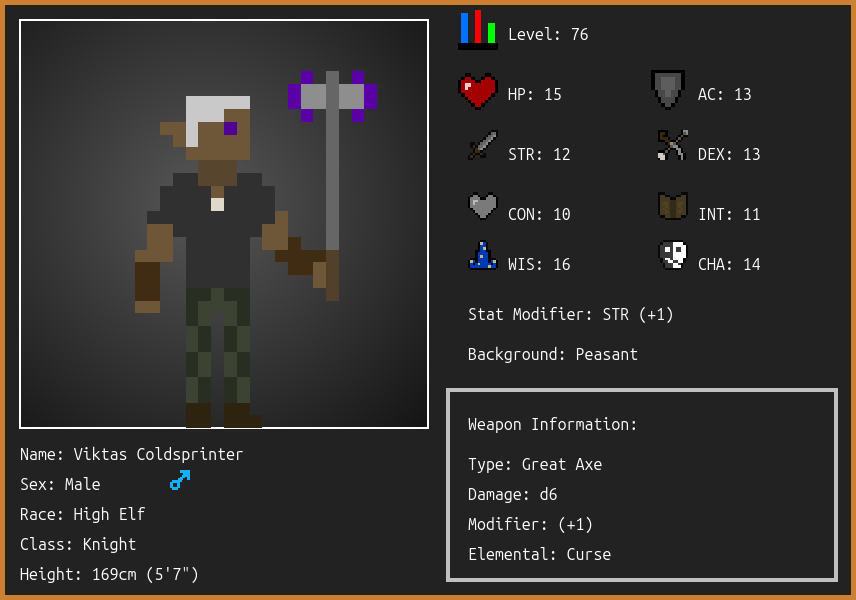 Level: 76
HP: 15
AC: 13
STR: 12
DEX: 13
CON: 10
INT: 11
WIS: 16
CHA: 14
Stat Modifier: STR (+1)
Background: Peasant
Weapon Information:
Type: Great Axe
Damage: d6
Modifier: (+1)
Elemental: Curse
Name: Viktas Coldsprinter
Sex: Male
Race: High Elf
Class: Knight
Height: 169cm (5'7")